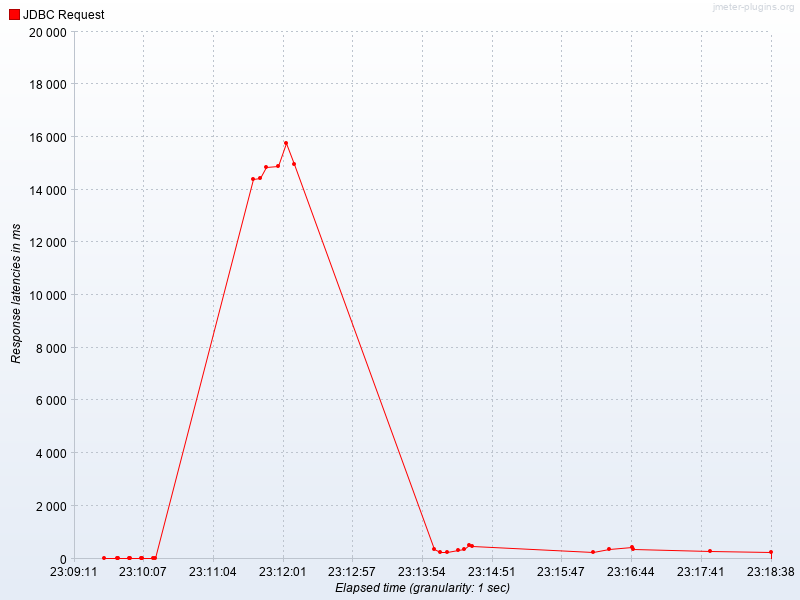 jmeter-plugins.org
JDBC Request
20 000
18 000
16 000
14 000
12 000
10 000
8 000
6 000
4 000
2 000
0
Response latencies in ms
23:09:11 23:10:07 23:11:04 23:12:01 23:12:57 23:13:54 23:14:51 23:15:47 23:16:44 23:17:41 23:18:38
Elapsed time (granularity: 1 sec)